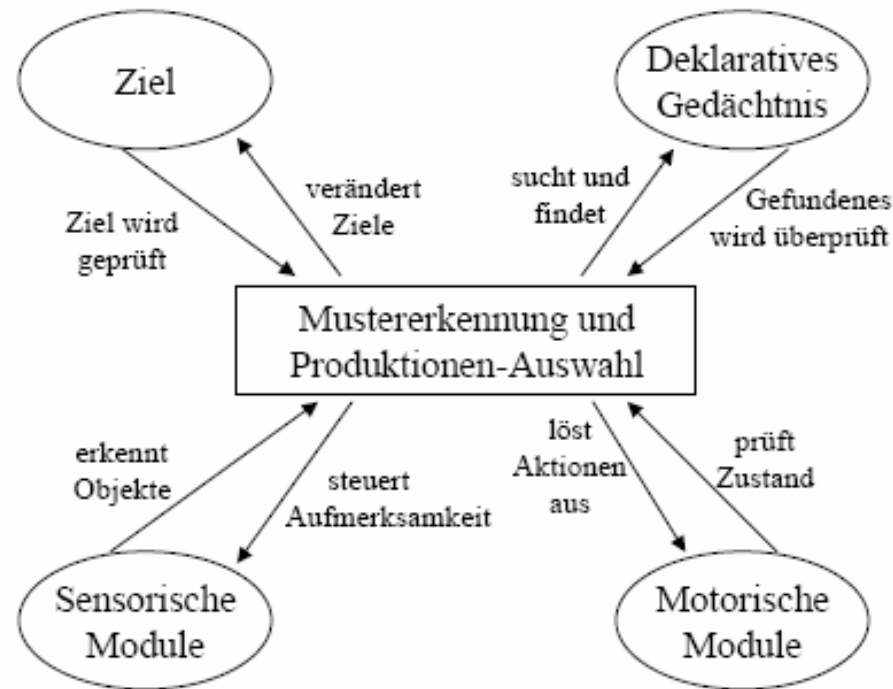 Ziel
Deklaratives
Gedächtnis
Ziel wird
geprüft
verändert
Ziele
sucht und
findet
Gefundenes
wird überprüft
Mustererkennung und
Produktionen-Auswahl
erkennt
Objekte
steuert
Aufmerksamkeit
löst
Aktionen
aus
prüft
Zustand
Sensorische
Module
Motorische
Module